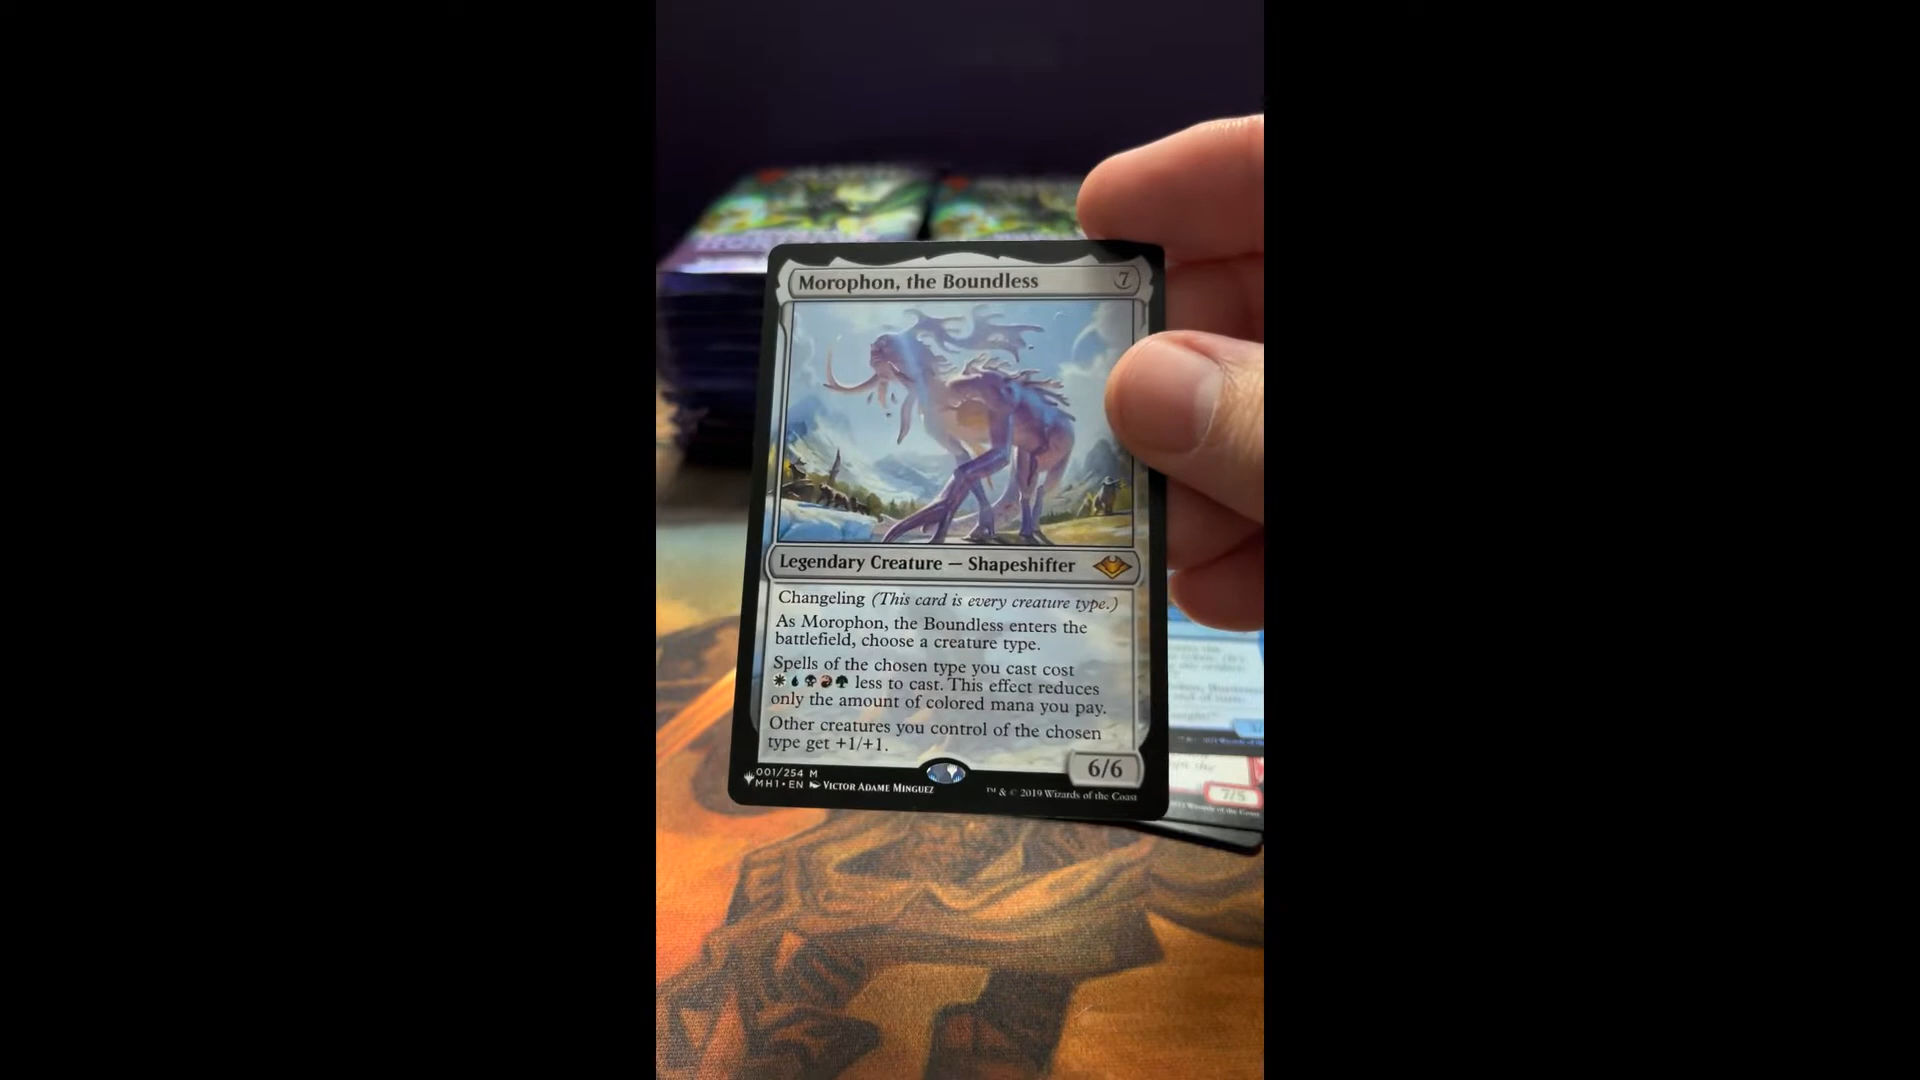 Morophon, the Boundless 7
Legendary Creature — Shapeshifter
Changeling (This card is every creature type.)
As Morophon, the Boundless enters the
battlefield, choose a creature type.
Spells of the chosen type you cast cost
less to cast. This effect reduces
only the amount of colored mana you pay.
Other creatures you control of the chosen
type get +1/+1.
6/6
001/254 M
MH1 • EN VICTOR ADAME MINGUEZ
™ & © 2019 Wizards of the Coast
7/5